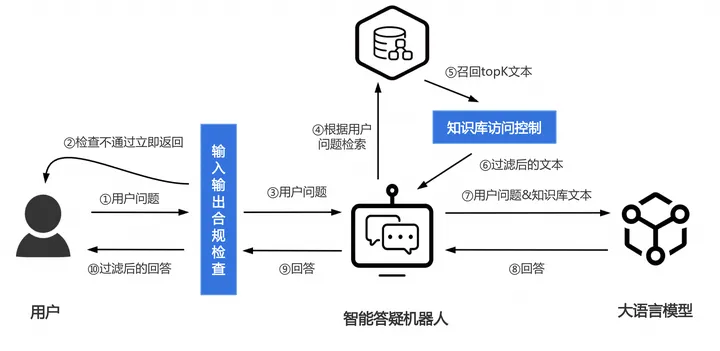 ⑤召回topK文本
知识库访问控制
④根据用户
问题检索
②检查不通过立即返回
⑥过滤后的文本
①用户问题
输入输出合规检查
③用户问题
⑦用户问题&知识库文本
⑩过滤后的回答
⑨回答
⑧回答
用户
智能答疑机器人
大语言模型